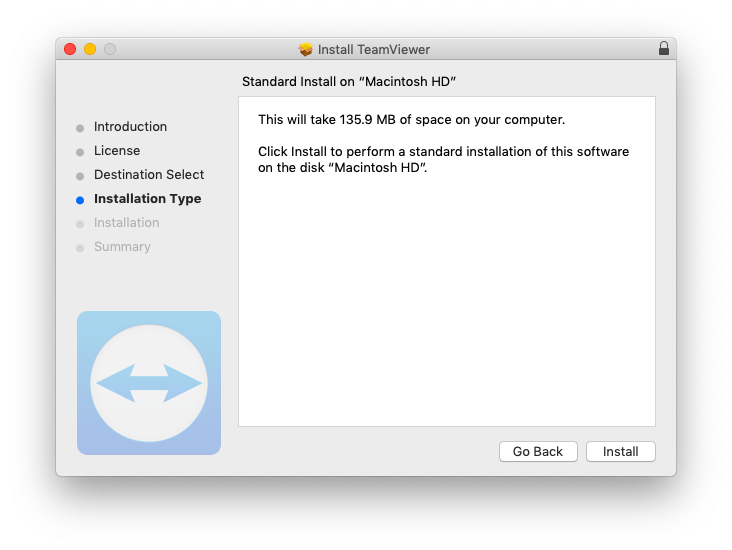 Install TeamViewer
Standard Install on “Macintosh HD”
Introduction
License
Destination Select
Installation Type
Installation
Summary
This will take 135.9 MB of space on your computer.
Click Install to perform a standard installation of this software
on the disk “Macintosh HD”.
Go Back
Install